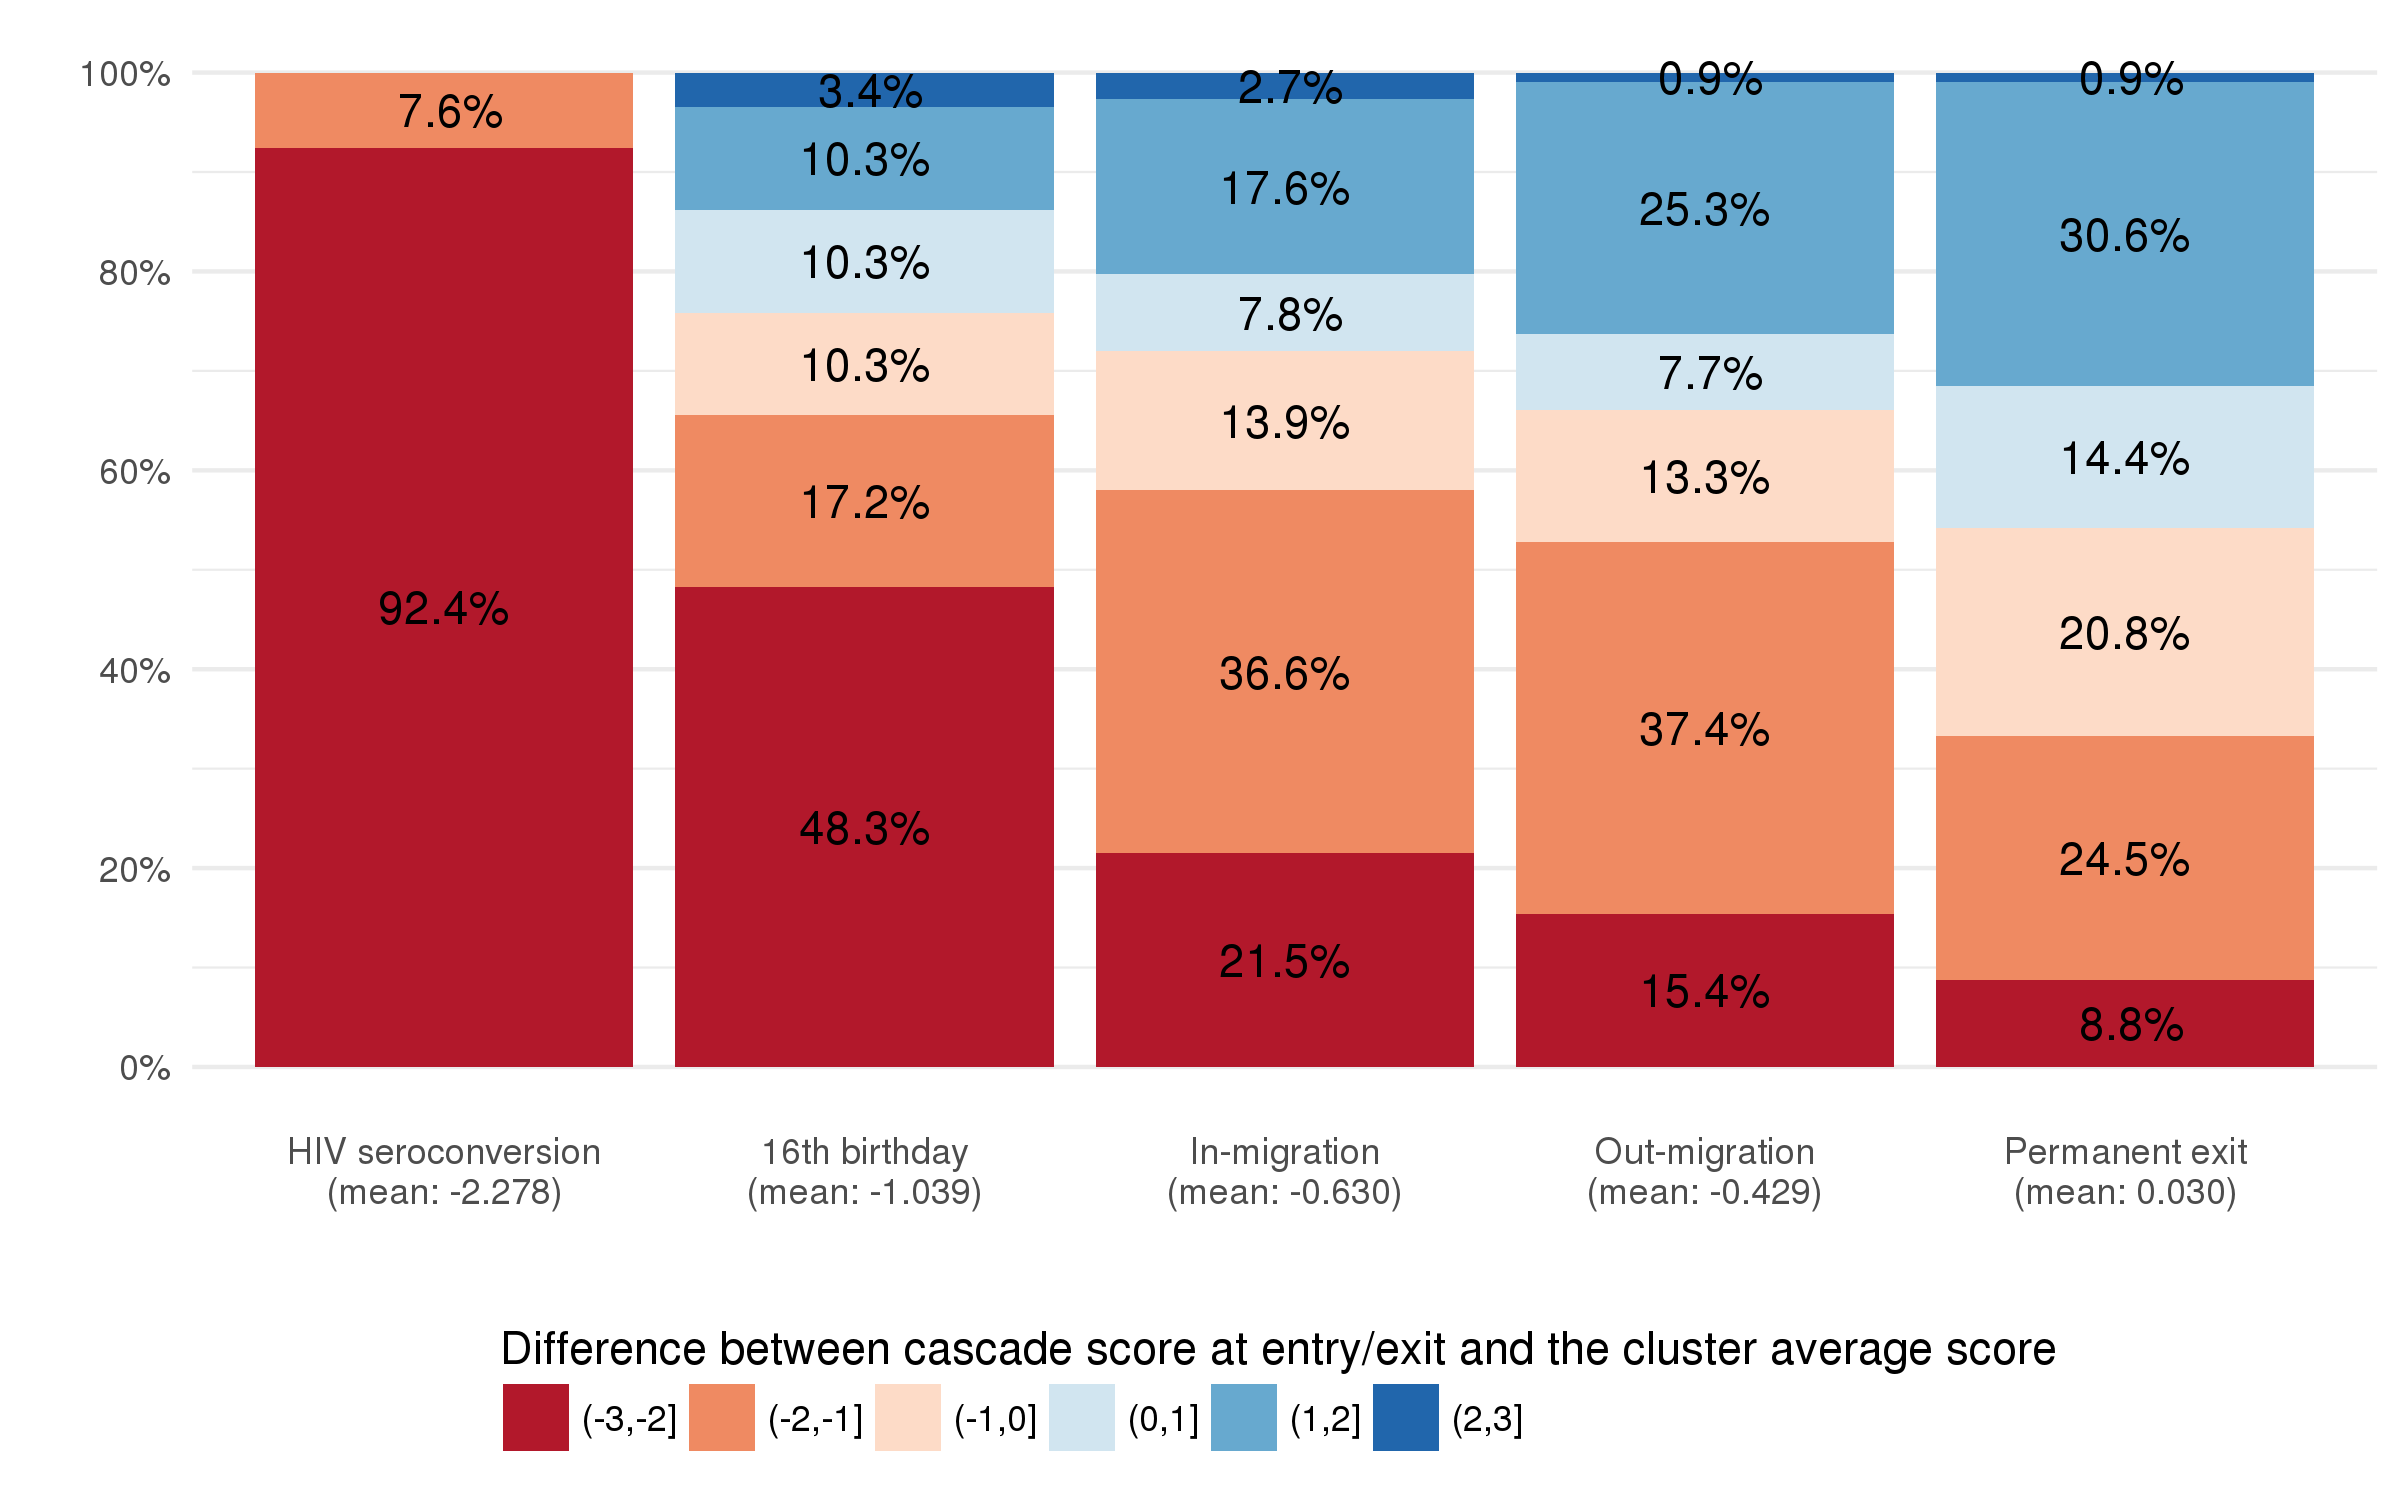 100%
80%
60%
40%
20%
0%
7.6%
92.4%
3.4%
10.3%
10.3%
10.3%
17.2%
48.3%
2.7%
17.6%
7.8%
13.9%
36.6%
21.5%
0.9%
25.3%
7.7%
13.3%
37.4%
15.4%
0.9%
30.6%
14.4%
20.8%
24.5%
8.8%
HIV seroconversion
(mean: -2.278)
16th birthday
(mean: -1.039)
In-migration
(mean: -0.630)
Out-migration
(mean: -0.429)
Permanent exit
(mean: 0.030)
Difference between cascade score at entry/exit and the cluster average score
(-3,-2] (-2,-1] (-1,0] (0,1] (1,2] (2,3]